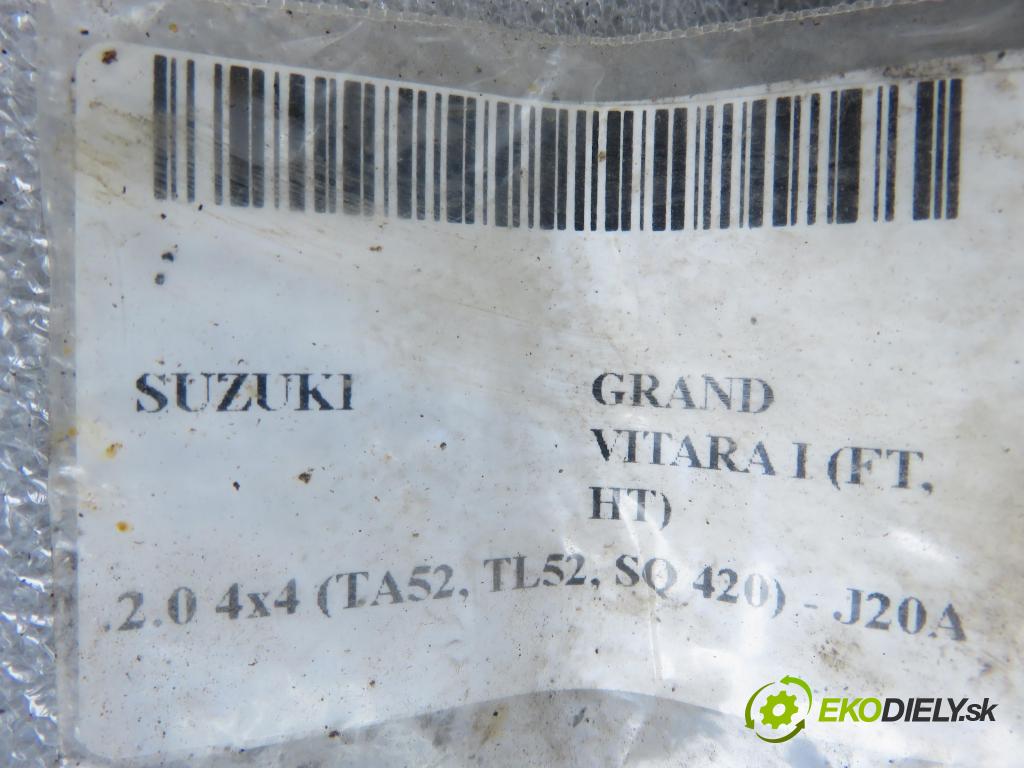 SUZUKI
GRAND
VITARA I (FT,
HT)
.2.0 4x4 (TA52, TL52, SQ 420) - J20A
EKODIELY.sk